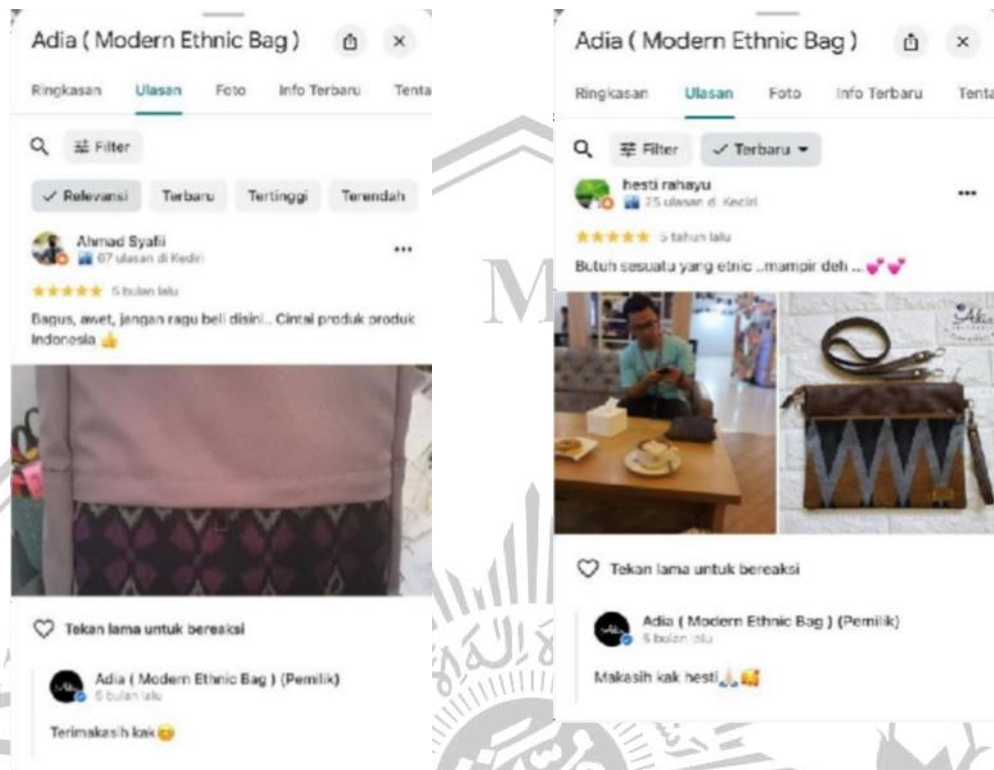 Adia ( Modern Ethnic Bag )
Ringkasan Ulasan Foto Info Terbaru Tenta
Filter
Relevansi Terbaru Tertinggi Terendah
Ahmad Syafii
67 ulasan di Kediri
5 bulan lalu
Bagus, awet, jangan ragu beli disini.. Cintai produk produk
Indonesia 👍
Tekan lama untuk bereaksi
Adia ( Modern Ethnic Bag ) (Pemilik)
5 bulan lalu
Terimakasih kak😊
Adia ( Modern Ethnic Bag )
Ringkasan Ulasan Foto Info Terbaru Tenta
Filter Terbaru
hesti rahayu
25 ulasan di Kediri
5 tahun lalu
Butuh sesuatu yang etnic ..mampir deh ...💕💕
Adia
Tekan lama untuk bereaksi
Adia ( Modern Ethnic Bag ) (Pemilik)
5 bulan lalu
Makasih kak hesti🙏🏻🥰
M